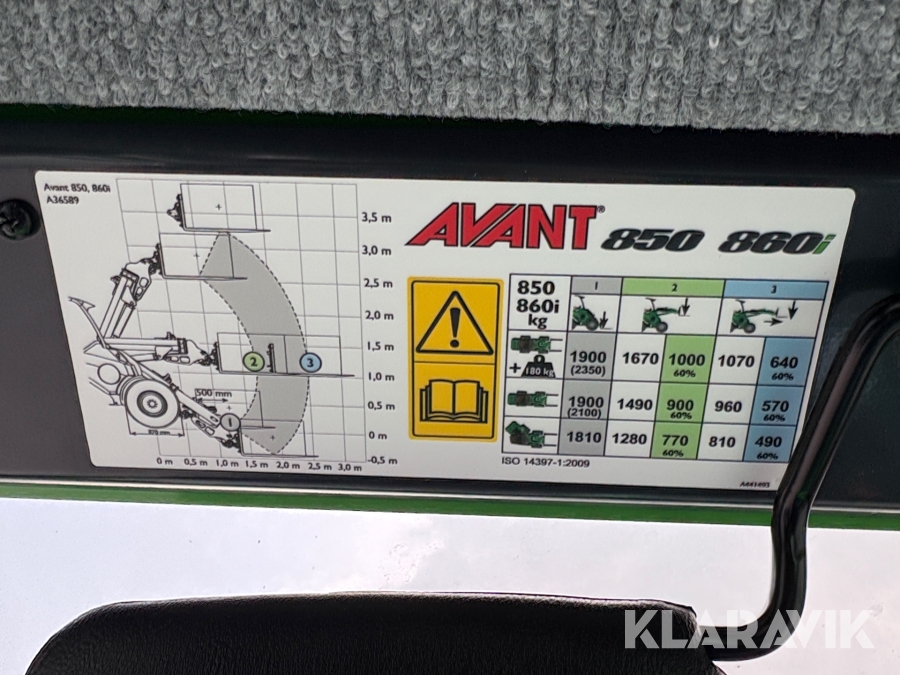 Avant 850, 860i
A36589
3,5 m
3,0 m
2,5 m
2,0 m
1,5 m
1,0 m
0,5 m
0 m
-0,5 m
2
3
500 mm
1
870 mm
0 m 0,5 m 1,0 m 1,5 m 2,0 m 2,5 m 3,0 m
AVANT® 850 860i
850
860i
kg
1 2 3
+ 180 kg
1900
(2350)
1670
1000
60%
1070
640
60%
1900
(2100)
1490
900
60%
960
570
60%
1810
1280
770
60%
810
490
60%
ISO 14397-1:2009
A441493
KLARAVIK